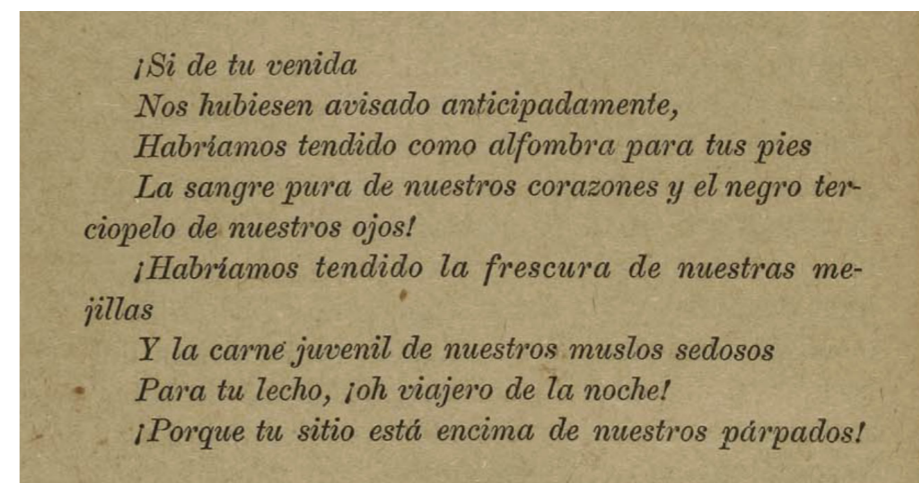 ¡Si de tu venida
Nos hubiesen avisado anticipadamente,
Habríamos tendido como alfombra para tus pies
La sangre pura de nuestros corazones y el negro ter-
ciopelo de nuestros ojos!
¡Habríamos tendido la frescura de nuestras me-
jillas
Y la carne juvenil de nuestros muslos sedosos
Para tu lecho, ¡oh viajero de la noche!
¡Porque tu sitio está encima de nuestros párpados!